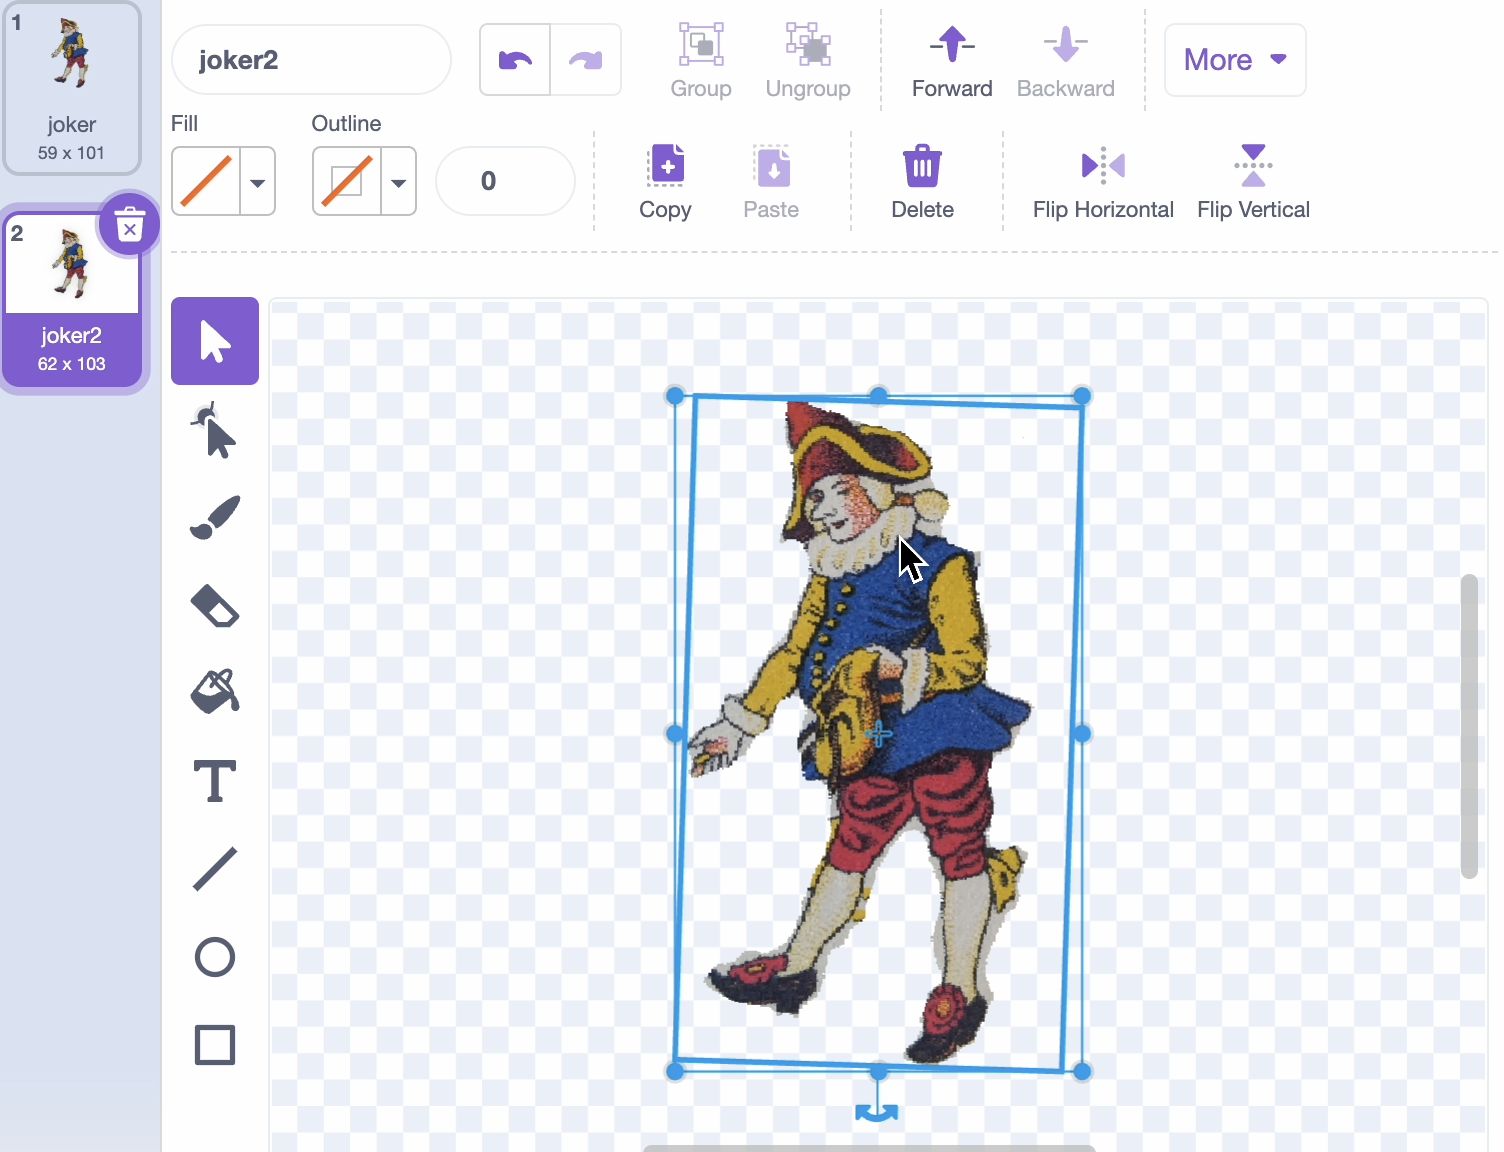 1
joker
59 x 101
2
joker2
62 x 103
joker2
Group
Ungroup
Forward
Backward
More
Fill
Outline
0
Copy
Paste
Delete
Flip Horizontal
Flip Vertical